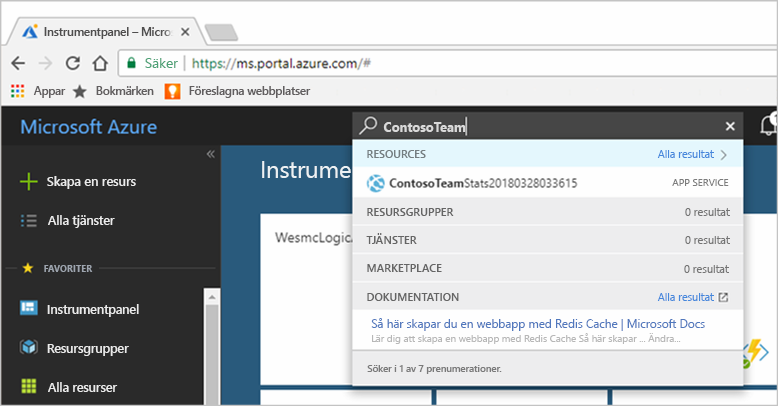 Instrumentpanel – Micro
Säker | https://ms.portal.azure.com/#
Appar Bokmärken Föreslagna webbplatser
Microsoft Azure
ContosoTeam
Skapa en resurs
Alla tjänster
FAVORITER
Instrumentpanel
Resursgrupper
Alla resurser
Instrumen
WesmcLogicA
RESOURCES Alla resultat
ContosoTeamStats20180328033615 APP SERVICE
RESURSGRUPPER 0 resultat
TJÄNSTER 0 resultat
MARKETPLACE 0 resultat
DOKUMENTATION Alla resultat
Så här skapar du en webbapp med Redis Cache | Microsoft Docs
Lär dig att skapa en webbapp med Redis Cache Så här skapar ... Ändra...
Söker i 1 av 7 prenumerationer.